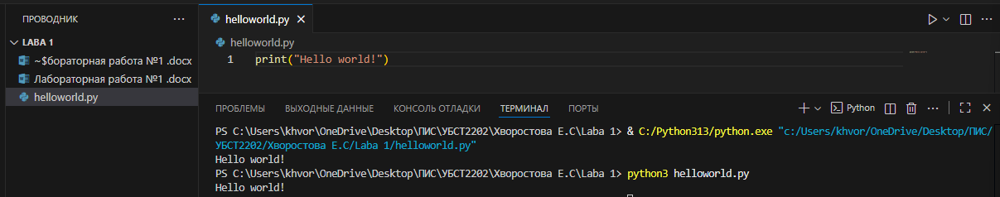 ПРОВОДНИК ···
LABA 1
~$бораторная работа №1 .docx
Лабораторная работа №1 .docx
helloworld.py
helloworld.py
helloworld.py
1 print("Hello world!")
ПРОБЛЕМЫ ВЫХОДНЫЕ ДАННЫЕ КОНСОЛЬ ОТЛАДКИ ТЕРМИНАЛ ПОРТЫ
Python
PS C:\Users\khvor\OneDrive\Desktop\ПИС\УБСТ2202\Хворостова Е.С\Laba 1> & C:/Python313/python.exe "c:/Users/khvor/OneDrive/Desktop/ПИС/
УБСТ2202/Хворостова Е.С/Laba 1/helloworld.py"
Hello world!
PS C:\Users\khvor\OneDrive\Desktop\ПИС\УБСТ2202\Хворостова Е.С\Laba 1> python3 helloworld.py
Hello world!